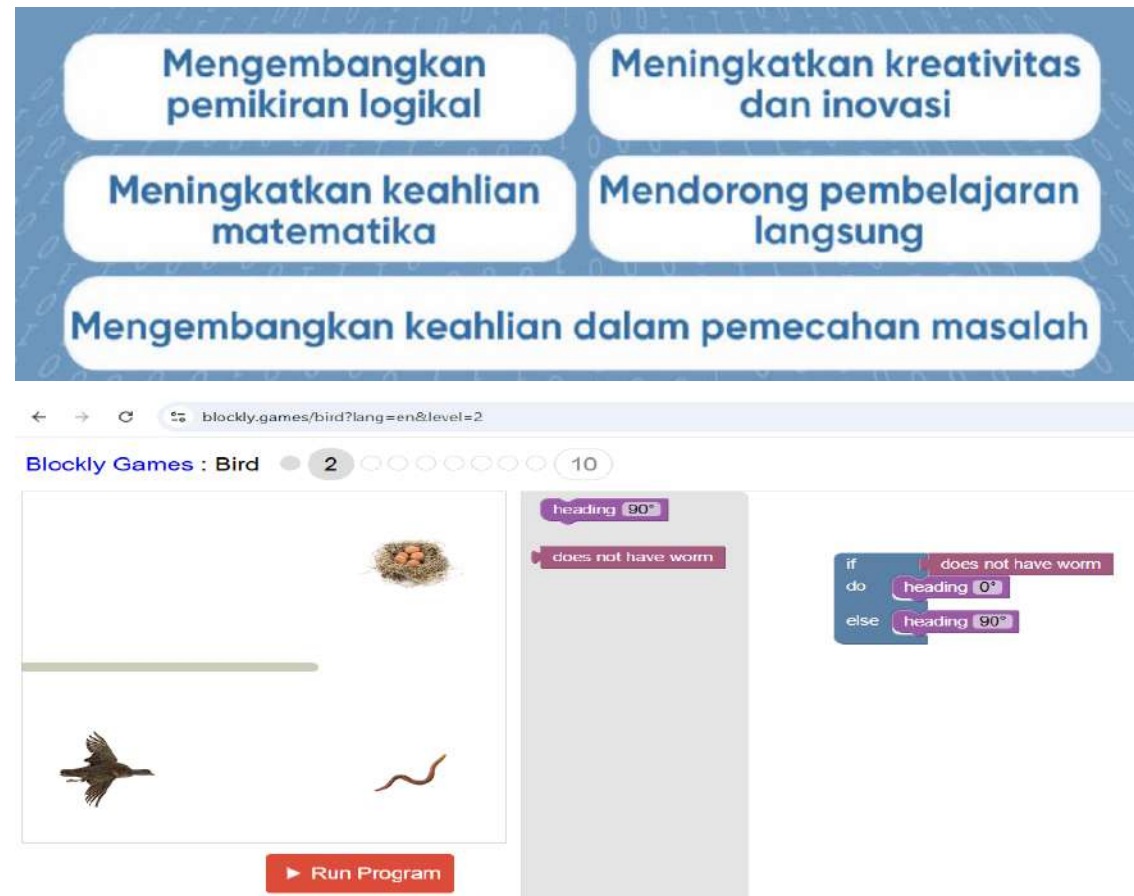 Mengembangkan
pemikiran logikal
Meningkatkan kreativitas
dan inovasi
Meningkatkan keahlian
matematika
Mendorong pembelajaran
langsung
Mengembangkan keahlian dalam pemecahan masalah
blockly.games/bird?lang=en&level=2
Blockly Games : Bird 2 10
heading 90°
does not have worm
if does not have worm
do heading 0°
else heading 90°
Run Program